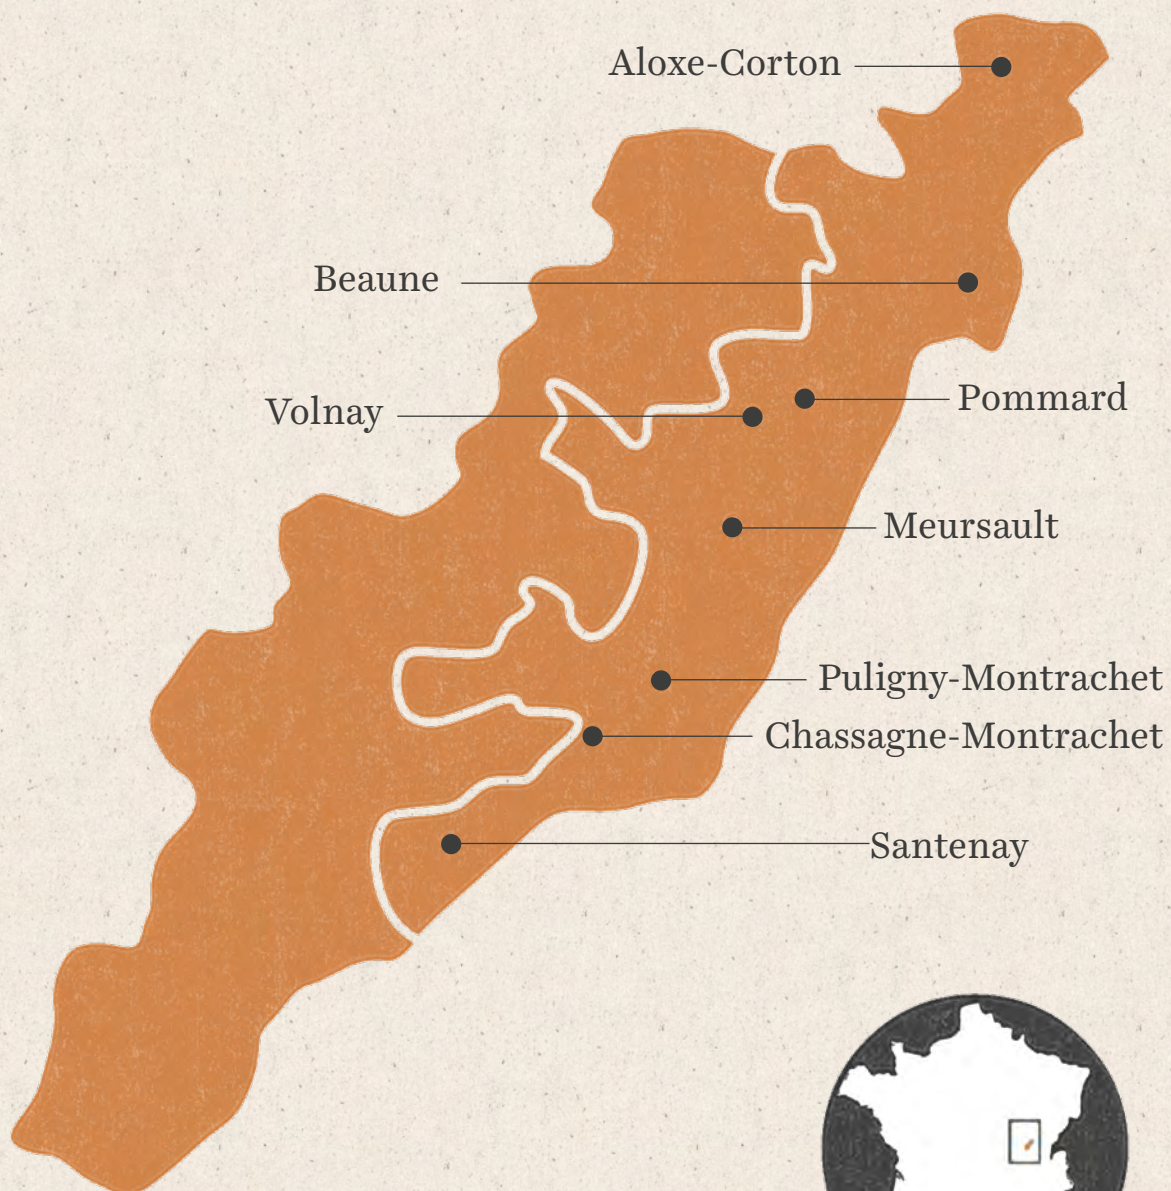 Aloxe-Corton
Beaune
Volnay
Pommard
Meursault
Puligny-Montrachet
Chassagne-Montrachet
Santenay